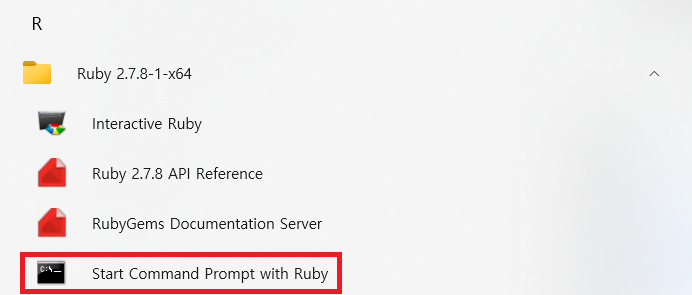 R
Ruby 2.7.8-1-x64
Interactive Ruby
Ruby 2.7.8 API Reference
RubyGems Documentation Server
Start Command Prompt with Ruby